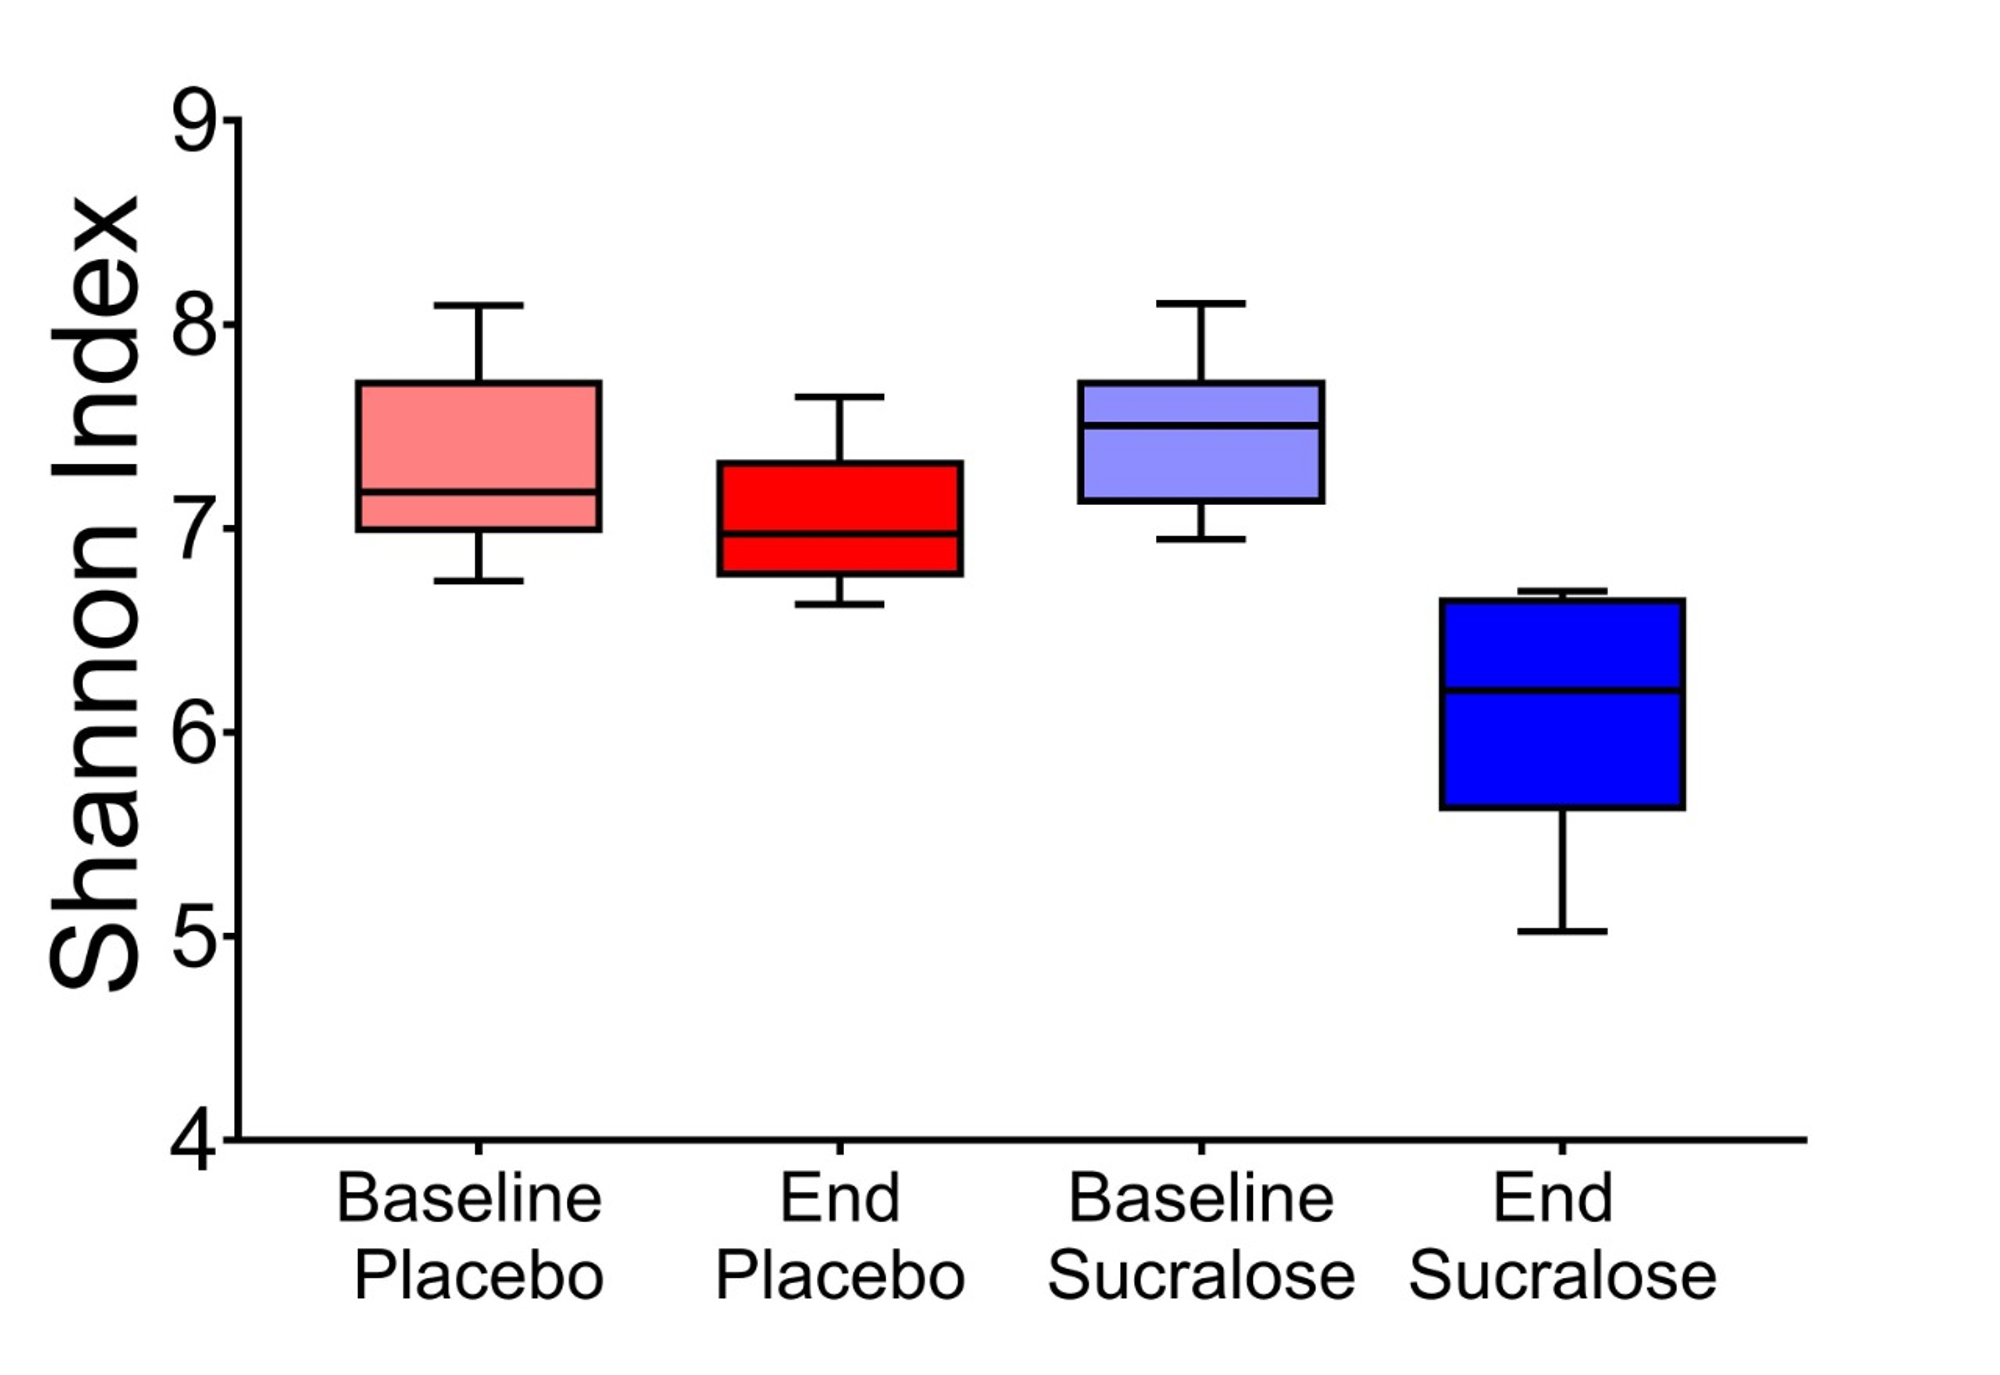 Shannon Index
9
8
7
6
5
4
Baseline
Placebo
End
Placebo
Baseline
Sucralose
End
Sucralose